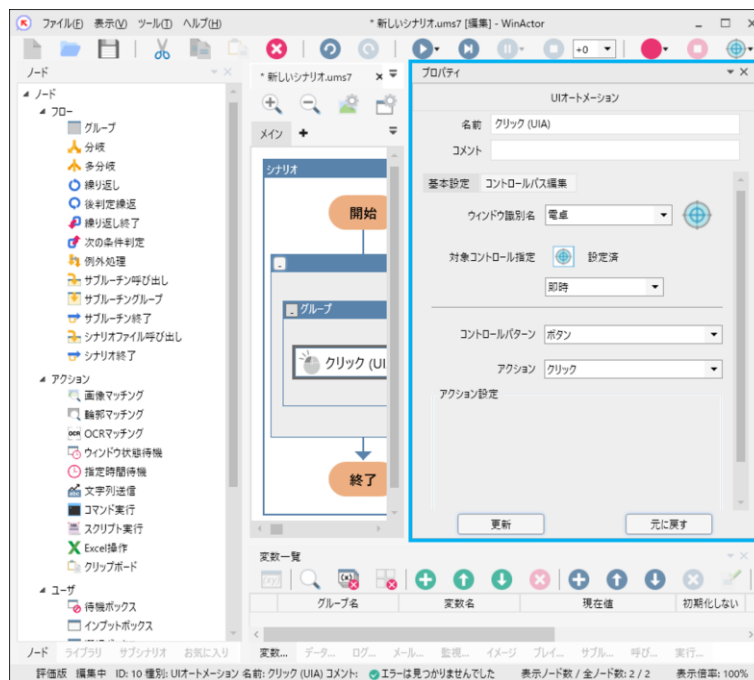 ファイル(F) 表示(V) ツール(T) ヘルプ(H)
* 新しいシナリオ.ums7 [編集] - WinActor
+0
ノード
ノード
フロー
グループ
分岐
多分岐
繰り返し
後判定繰返
繰り返し終了
次の条件判定
例外処理
サブルーチン呼び出し
サブルーチングループ
サブルーチン終了
シナリオファイル呼び出し
シナリオ終了
アクション
画像マッチング
輪郭マッチング
OCR OCRマッチング
ウィンドウ状態待機
指定時間待機
文字列送信
コマンド実行
スクリプト実行
Excel操作
クリップボード
ユーザ
待機ボックス
インプットボックス
ノード ライブラリ サブシナリオ お気に入り
* 新しいシナリオ.ums7
メイン
シナリオ
開始
グループ
クリック (UI
終了
プロパティ
UIオートメーション
名前 クリック (UIA)
コメント
基本設定 コントロールパス編集
ウィンドウ識別名 電卓
対象コントロール指定 設定済
即時
コントロールパターン ボタン
アクション クリック
アクション設定
更新 元に戻す
変数一覧
グループ名 変数名 現在値 初期化しない
変数... データ... ログ... メール... 監視... イメージ ブレイ... サブル... 呼び... 実行...
評価版 編集中 ID: 10 種別: UIオートメーション 名前: クリック (UIA) コメント: エラーは見つかりませんでした 表示ノード数 / 全ノード数: 2 / 2 表示倍率: 100%